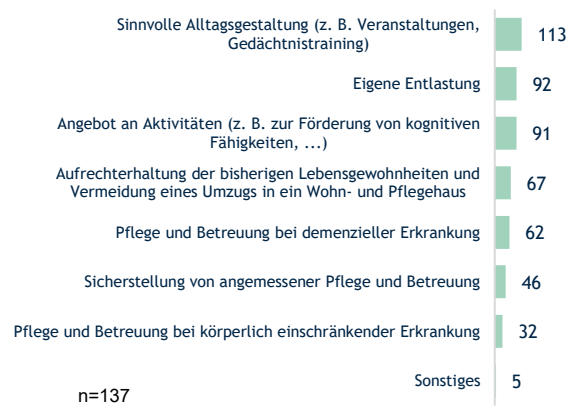 Sinnvolle Alltagsgestaltung (z. B. Veranstaltungen,
Gedächtnistraining)
113
Eigene Entlastung
92
Angebot an Aktivitäten (z. B. zur Förderung von kognitiven
Fähigkeiten, ...)
91
Aufrechterhaltung der bisherigen Lebensgewohnheiten und
Vermeidung eines Umzugs in ein Wohn- und Pflegehaus
67
Pflege und Betreuung bei demenzieller Erkrankung
62
Sicherstellung von angemessener Pflege und Betreuung
46
Pflege und Betreuung bei körperlich einschränkender Erkrankung
32
Sonstiges
5
n=137